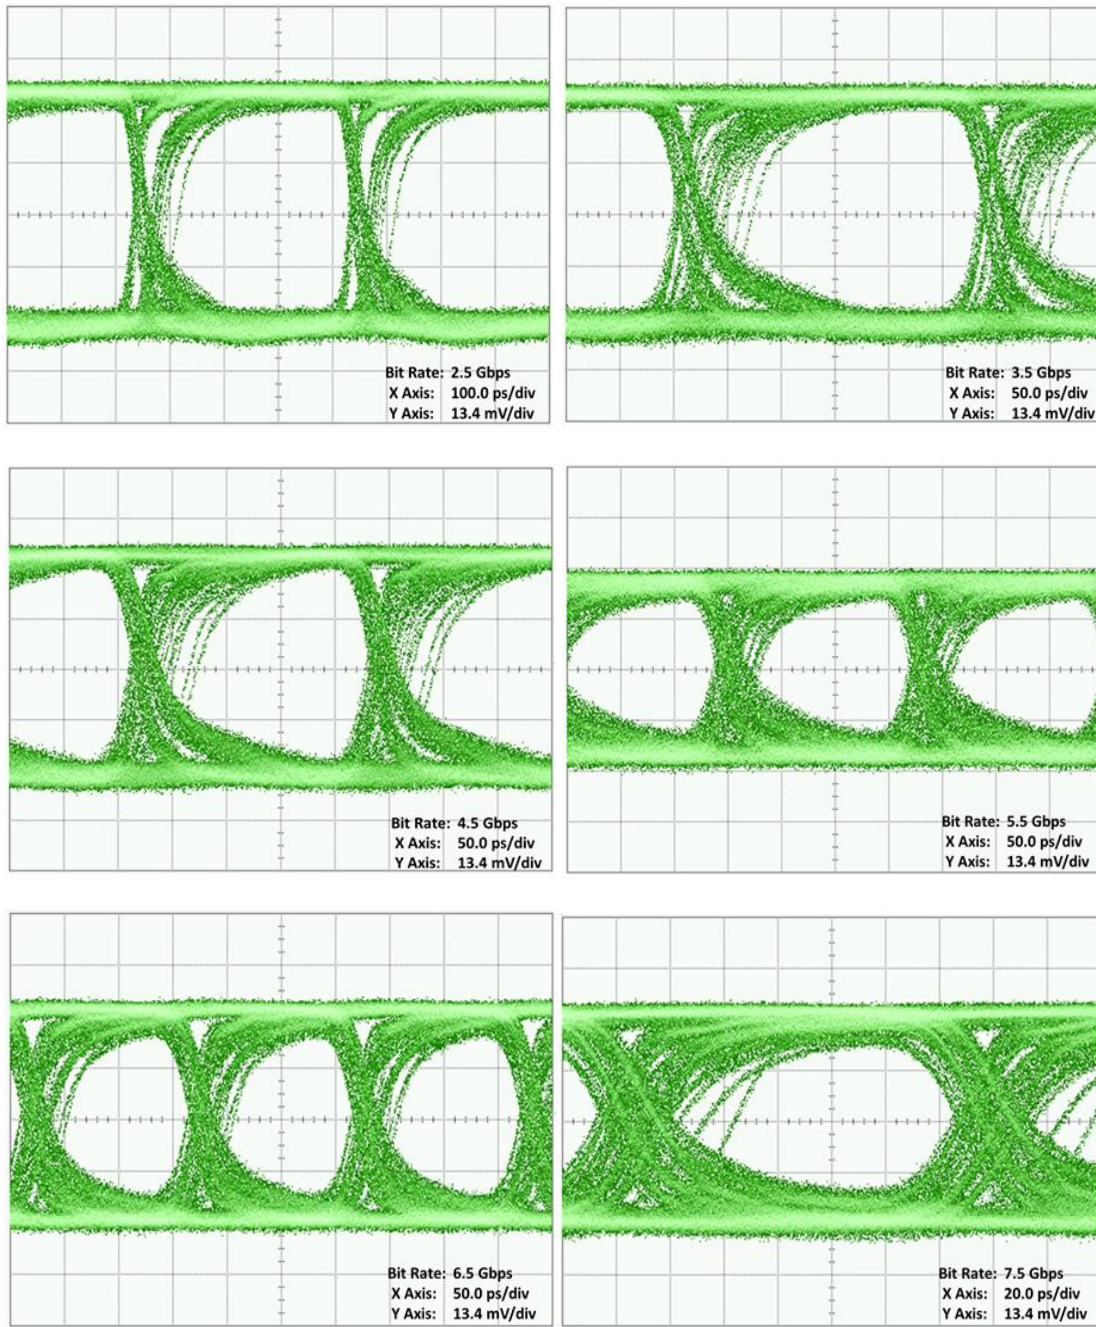 Bit Rate: 2.5 Gbps
X Axis: 100.0 ps/div
Y Axis: 13.4 mV/div
Bit Rate: 3.5 Gbps
X Axis: 50.0 ps/div
Y Axis: 13.4 mV/div
Bit Rate: 4.5 Gbps
X Axis: 50.0 ps/div
Y Axis: 13.4 mV/div
Bit Rate: 5.5 Gbps
X Axis: 50.0 ps/div
Y Axis: 13.4 mV/div
Bit Rate: 6.5 Gbps
X Axis: 50.0 ps/div
Y Axis: 13.4 mV/div
Bit Rate: 7.5 Gbps
X Axis: 20.0 ps/div
Y Axis: 13.4 mV/div